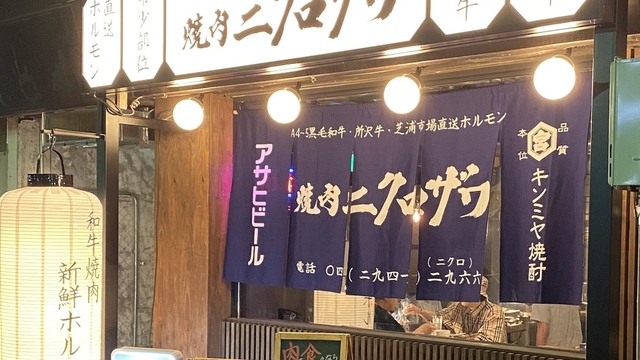 直送
ホルモン
希少部位
焼肉ニクロザワ
牛
A4~5黒毛和牛・所沢牛・芝浦市場直送ホルモン
アサヒビール
焼肉ニクロザワ
電話 〇四(二九四一)二九六六
(ニクロ)
品質
本位
宮
キンミヤ焼酎
和牛焼肉
新鮮ホル
肉食